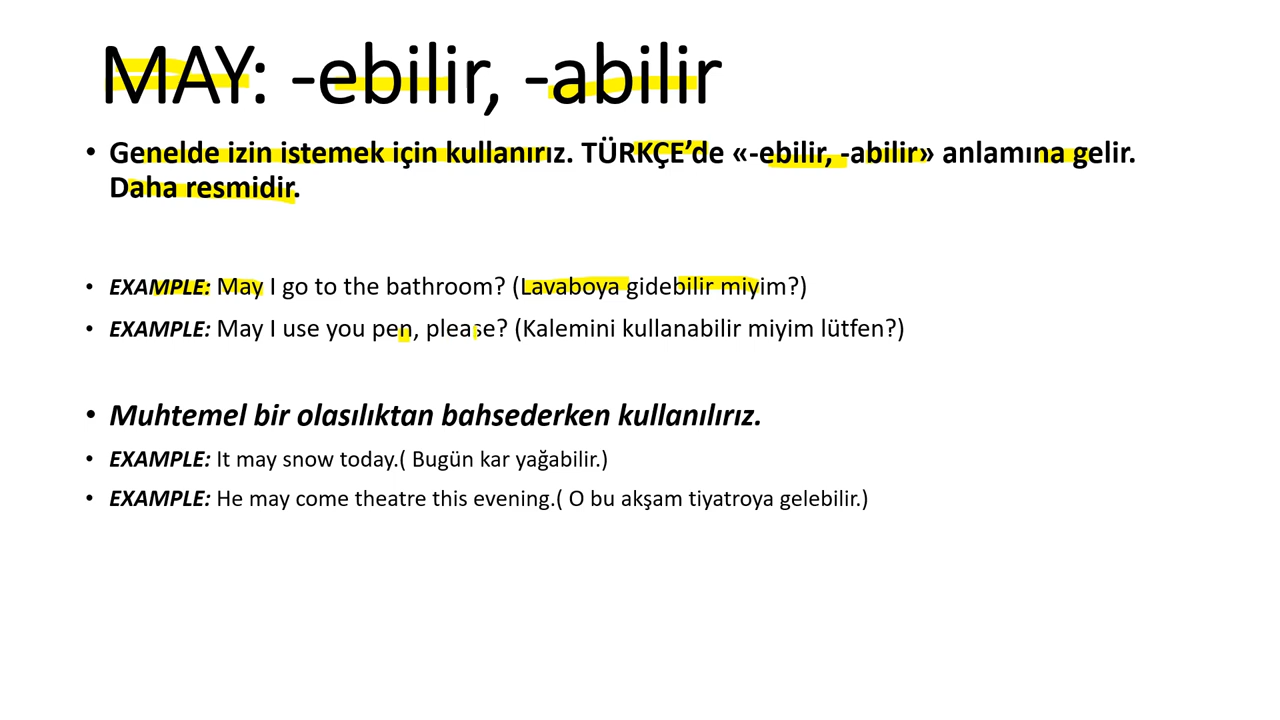 MAY: -ebilir, -abilir
• Genelde izin istemek için kullanırız. TÜRKÇE’de «-ebilir, -abilir» anlamına gelir.
Daha resmidir.
• EXAMPLE: May I go to the bathroom? (Lavaboya gidebilir miyim?)
• EXAMPLE: May I use you pen, please? (Kalemini kullanabilir miyim lütfen?)
• Muhtemel bir olasılıktan bahsederken kullanılırız.
• EXAMPLE: It may snow today.( Bugün kar yağabilir.)
• EXAMPLE: He may come theatre this evening.( O bu akşam tiyatroya gelebilir.)